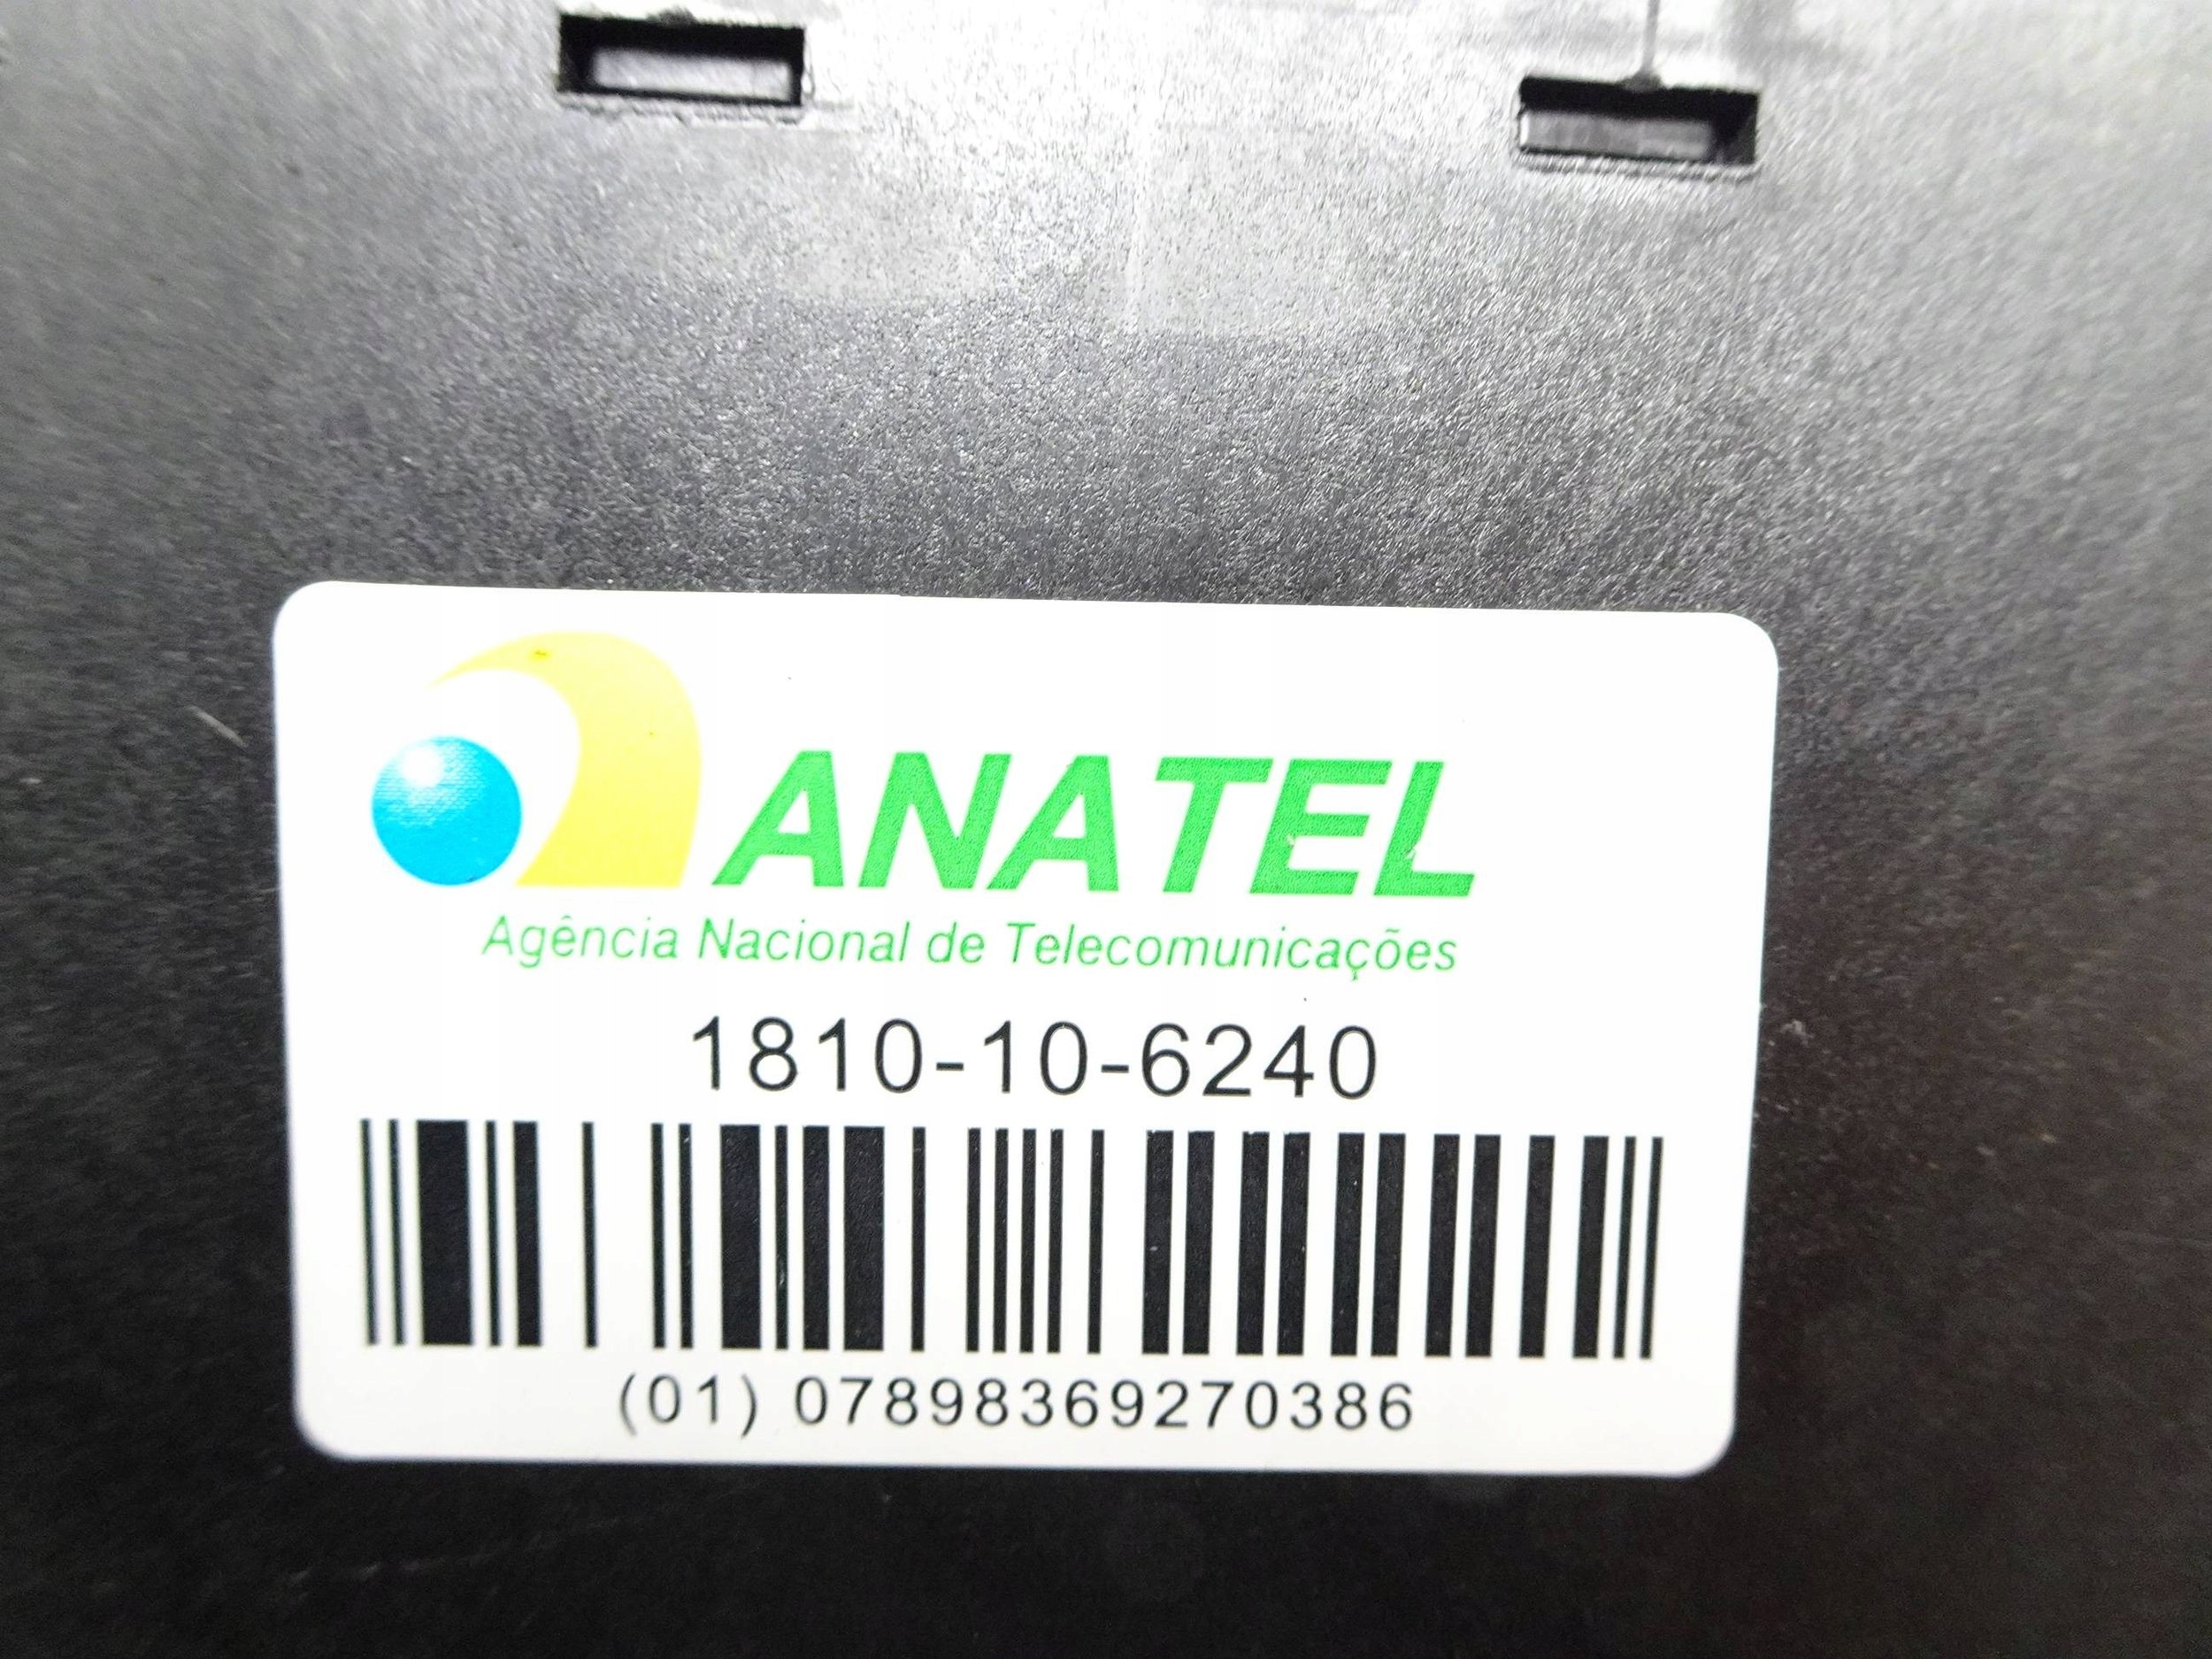 ANATEL
Agência Nacional de Telecomunicações
1810-10-6240
(01) 07898369270386